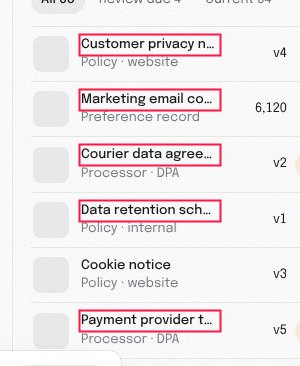 All 38 Review due 4 Current 34
Customer privacy n...
Policy · website
v4
Marketing email co...
Preference record
6,120
Courier data agree...
Processor · DPA
v2
Data retention sch...
Policy · internal
v1
Cookie notice
Policy · website
v3
Payment provider t...
Processor · DPA
v5